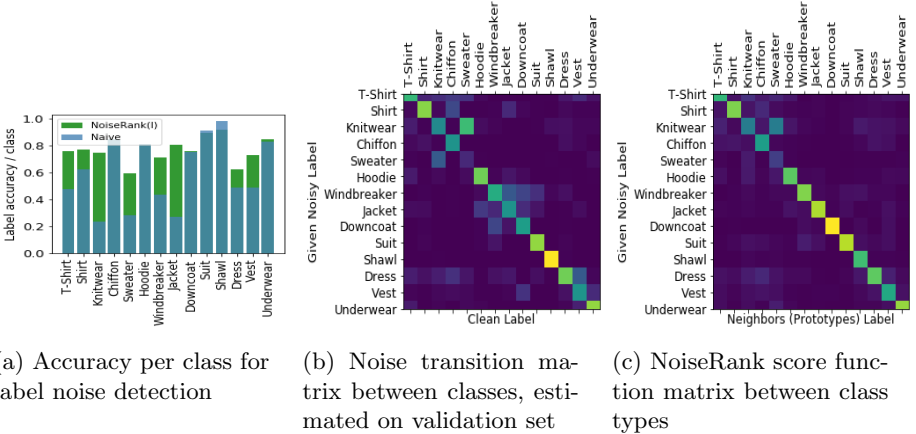 T-Shirt
Shirt
Knitwear
Chiffon
Sweater
Hoodie
Windbreaker
Jacket
Downcoat
Suit
Shawl
Dress
Vest
Underwear
T-Shirt
Shirt
Knitwear
Chiffon
Sweater
Hoodie
Windbreaker
Jacket
Downcoat
Suit
Shawl
Dress
Vest
Underwear
1.0
0.8
0.6
0.4
0.2
0.0
Label accuracy / class
NoiseRank(I)
Naive
T-Shirt
Shirt
Knitwear
Chiffon
Sweater
Hoodie
Windbreaker
Jacket
Downcoat
Suit
Shawl
Dress
Vest
Underwear
Given Noisy Label
T-Shirt
Shirt
Knitwear
Chiffon
Sweater
Hoodie
Windbreaker
Jacket
Downcoat
Suit
Shawl
Dress
Vest
Underwear
Clean Label
Given Noisy Label
T-Shirt
Shirt
Knitwear
Chiffon
Sweater
Hoodie
Windbreaker
Jacket
Downcoat
Suit
Shawl
Dress
Vest
Underwear
Neighbors (Prototypes) Label
a) Accuracy per class for
abel noise detection
(b) Noise transition ma-
trix between classes, esti-
mated on validation set
(c) NoiseRank score func-
tion matrix between class
types